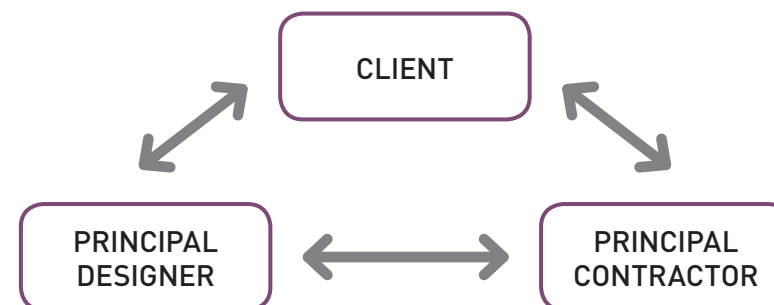 CLIENT
PRINCIPAL
DESIGNER
PRINCIPAL
CONTRACTOR